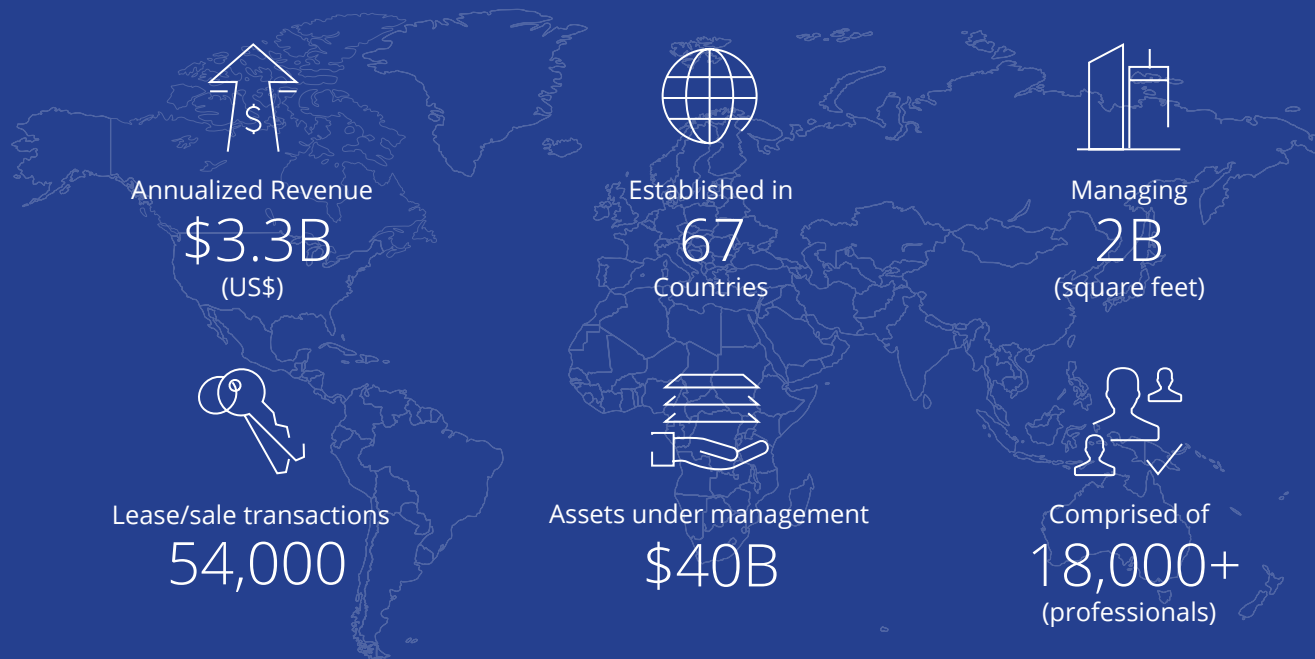 $
Annualized Revenue
$3.3B
(US$)
Established in
67
Countries
Managing
2B
(square feet)
Lease/sale transactions
54,000
Assets under management
$40B
Comprised of
18,000+
(professionals)